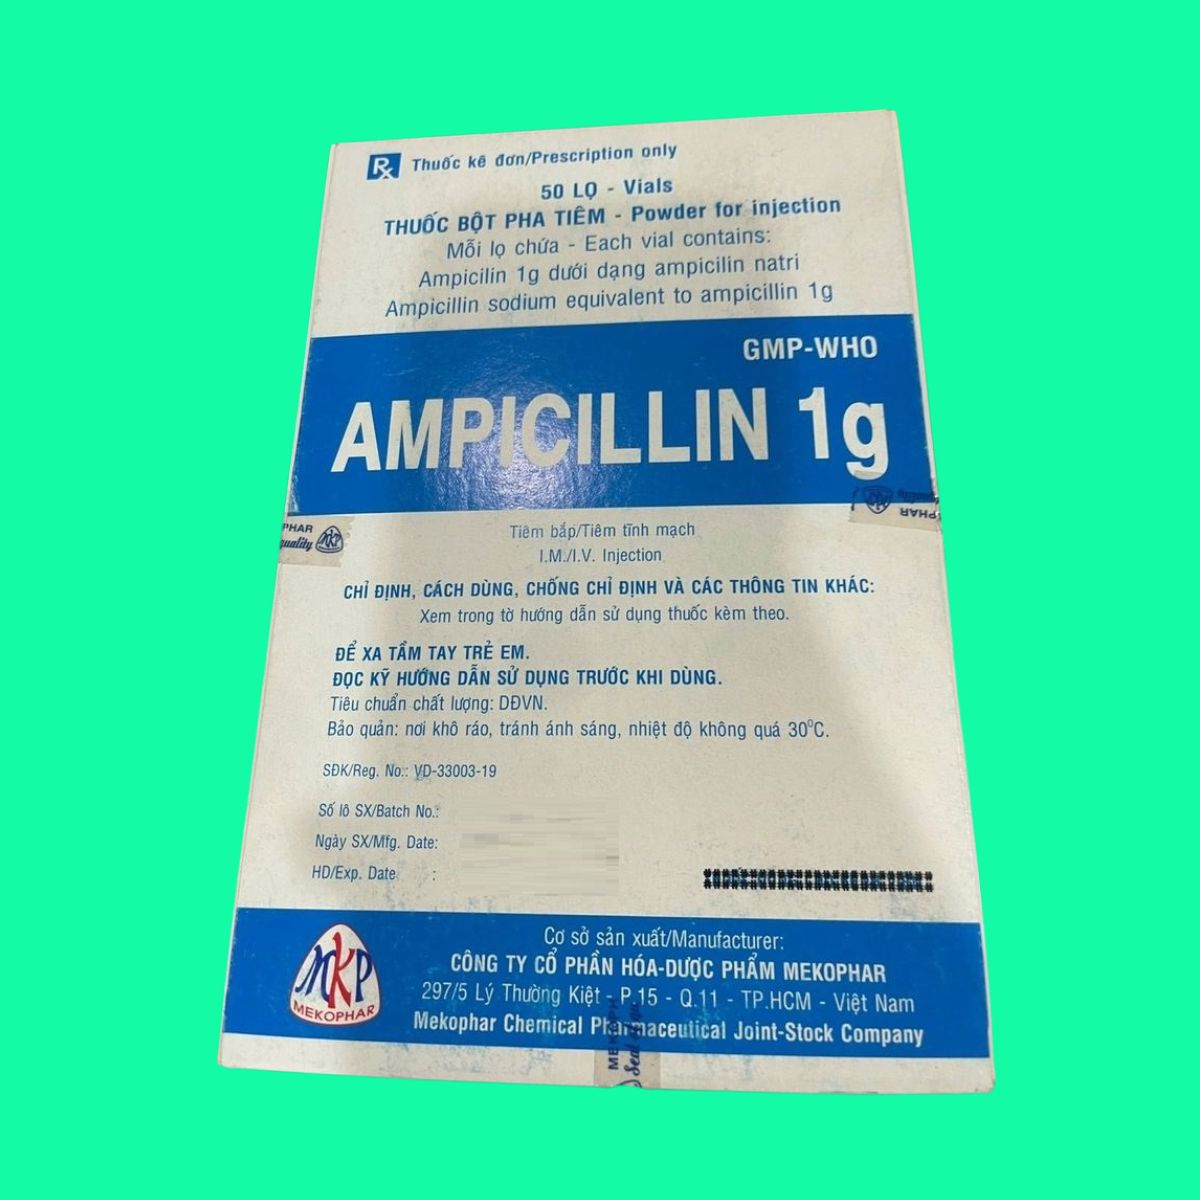 Rx Thuốc kê đơn/Prescription only
50 LỌ - Vials
THUỐC BỘT PHA TIÊM - Powder for injection
Mỗi lọ chứa - Each vial contains:
Ampicilin 1g dưới dạng ampicilin natri
Ampicillin sodium equivalent to ampicillin 1g
GMP-WHO
AMPICILLIN 1g
PHAR
quality MKP
Tiêm bắp/Tiêm tĩnh mạch
I.M./I.V. Injection
CHỈ ĐỊNH, CÁCH DÙNG, CHỐNG CHỈ ĐỊNH VÀ CÁC THÔNG TIN KHÁC:
Xem trong tờ hướng dẫn sử dụng thuốc kèm theo.
ĐỂ XA TẦM TAY TRẺ EM.
ĐỌC KỸ HƯỚNG DẪN SỬ DỤNG TRƯỚC KHI DÙNG.
Tiêu chuẩn chất lượng: DĐVN.
Bảo quản: nơi khô ráo, tránh ánh sáng, nhiệt độ không quá 30°C.
SĐK/Reg. No.: VD-33003-19
Số lô SX/Batch No.:
Ngày SX/Mfg. Date:
HD/Exp. Date :
MKP
MEKOPHAR
Cơ sở sản xuất/Manufacturer:
CÔNG TY CỔ PHẦN HÓA-DƯỢC PHẨM MEKOPHAR
297/5 Lý Thường Kiệt - P.15 - Q.11 - TP.HCM - Việt Nam
Mekophar Chemical Pharmaceutical Joint-Stock Company